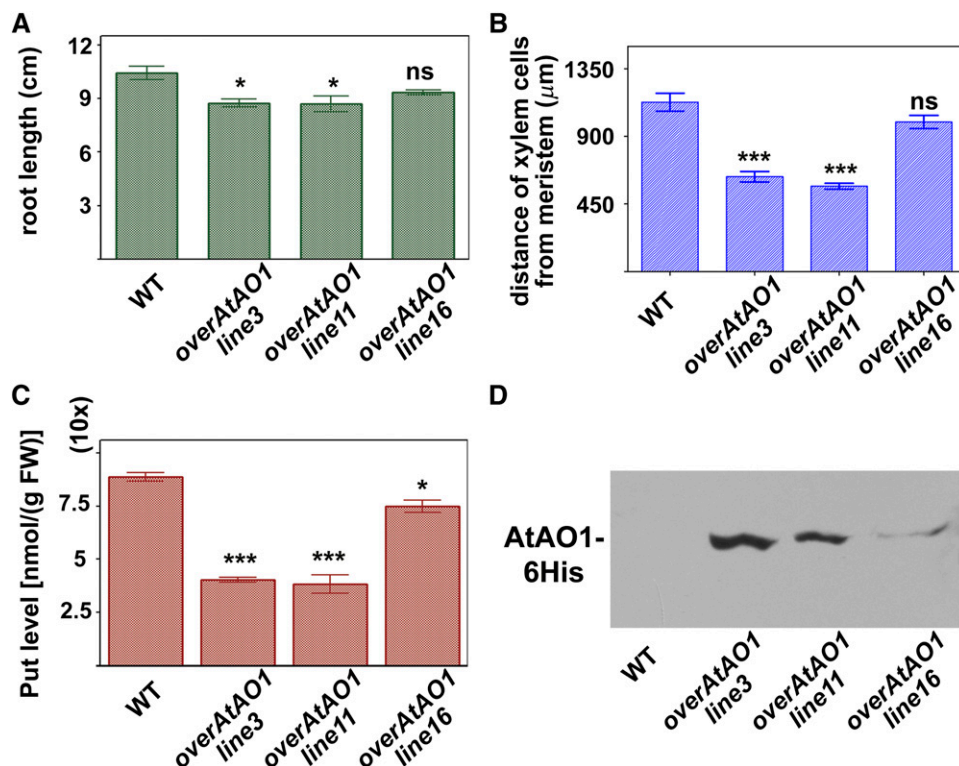 A
root length (cm)
12
9
6
3
*
*
ns
WT
overAtAO1
line3
overAtAO1
line11
overAtAO1
line16
B
distance of xylem cells
from meristem (μm)
1350
900
450
***
***
ns
WT
overAtAO1
line3
overAtAO1
line11
overAtAO1
line16
C
Put level [nmol/(g FW)]
(10x)
7.5
5
2.5
***
***
*
WT
overAtAO1
line3
overAtAO1
line11
overAtAO1
line16
D
AtAO1-
6His
WT
overAtAO1
line3
overAtAO1
line11
overAtAO1
line16